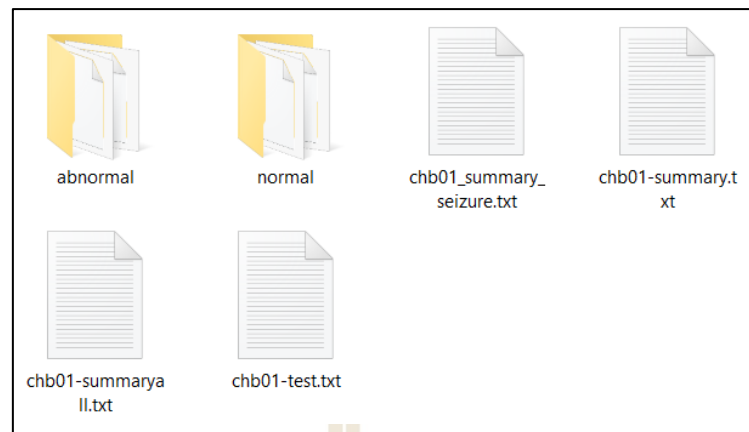 abnormal
normal
chb01_summary_
seizure.txt
chb01-summary.t
xt
chb01-summarya
ll.txt
chb01-test.txt